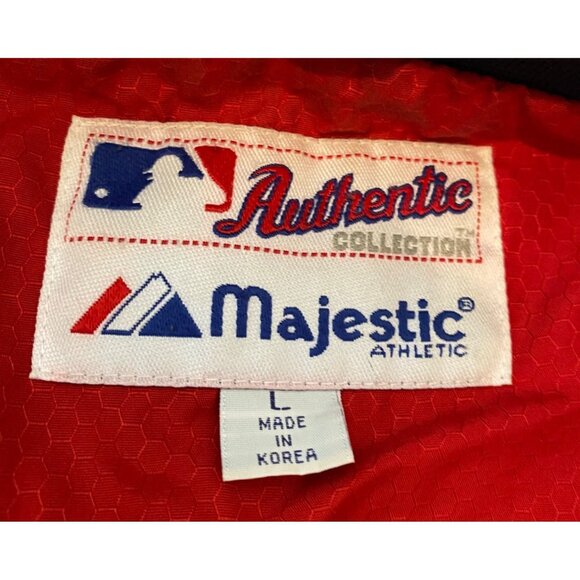 Authentic
COLLECTION™
Majestic®
ATHLETIC
L
MADE
IN
KOREA